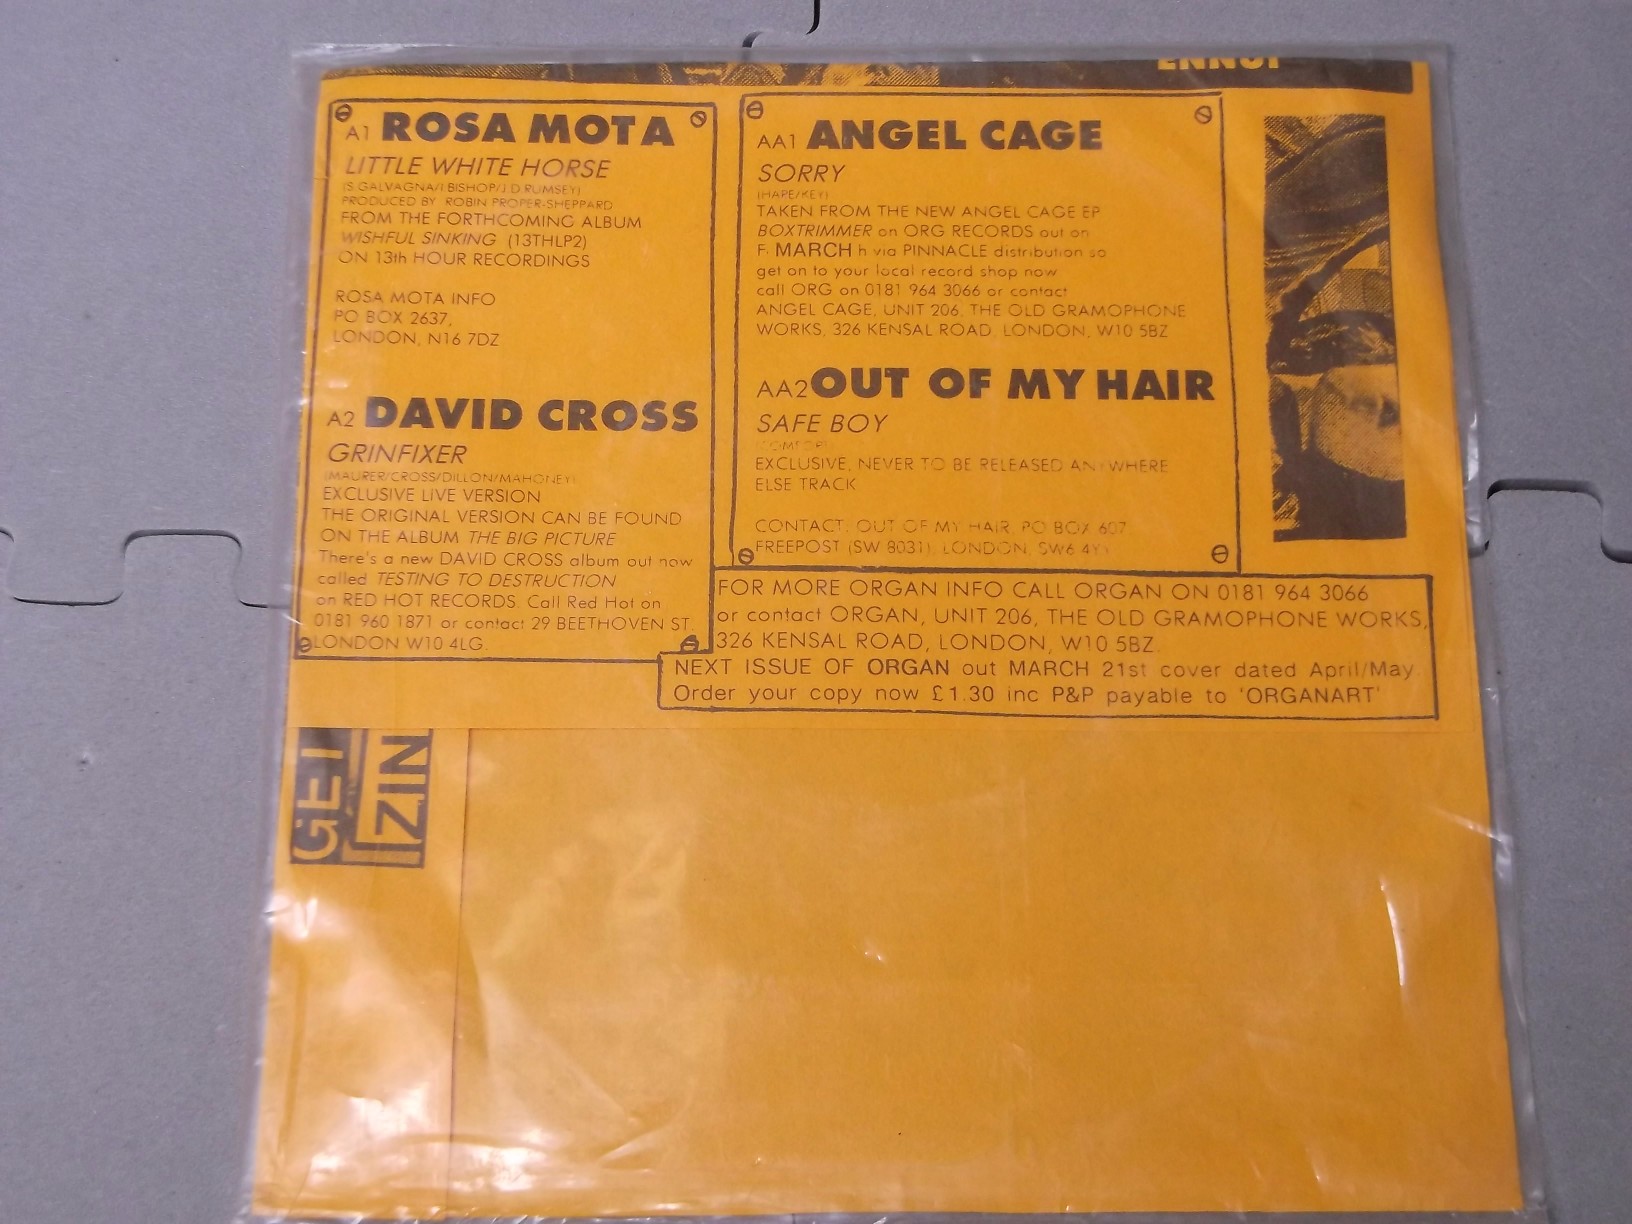 ENNUI
A1 ROSA MOTA
LITTLE WHITE HORSE
(S.GALVAGNA/I BISHOP/J.D.RUMSEY)
PRODUCED BY ROBIN PROPER-SHEPPARD
FROM THE FORTHCOMING ALBUM
WISHFUL SINKING (13THLP2)
ON 13th HOUR RECORDINGS
ROSA MOTA INFO
PO BOX 2637,
LONDON, N16 7DZ
A2 DAVID CROSS
GRINFIXER
(MAURER/CROSS/DILLON/MAHONEY)
EXCLUSIVE LIVE VERSION
THE ORIGINAL VERSION CAN BE FOUND
ON THE ALBUM THE BIG PICTURE
There's a new DAVID CROSS album out now
called TESTING TO DESTRUCTION
on RED HOT RECORDS. Call Red Hot on
0181 960 1871 or contact 29 BEETHOVEN ST.
LONDON W10 4LG.
AA1 ANGEL CAGE
SORRY
(HAPE/KEY)
TAKEN FROM THE NEW ANGEL CAGE EP
BOXTRIMMER on ORG RECORDS out on
MARCH h via PINNACLE distribution so
get on to your local record shop now
call ORG on 0181 964 3066 or contact
ANGEL CAGE, UNIT 206, THE OLD GRAMOPHONE
WORKS, 326 KENSAL ROAD, LONDON, W10 5BZ
AA2 OUT OF MY HAIR
SAFE BOY
EXCLUSIVE, NEVER TO BE RELEASED ANYWHERE
ELSE TRACK
CONTACT: OUT OF MY HAIR, PO BOX 607
FREEPOST (SW 8031), LONDON, SW6 4YY
FOR MORE ORGAN INFO CALL ORGAN ON 0181 964 3066
or contact ORGAN, UNIT 206, THE OLD GRAMOPHONE WORKS,
326 KENSAL ROAD, LONDON, W10 5BZ.
NEXT ISSUE OF ORGAN out MARCH 21st cover dated April/May.
Order your copy now £1.30 inc P&P payable to 'ORGANART'
GET
ZIN